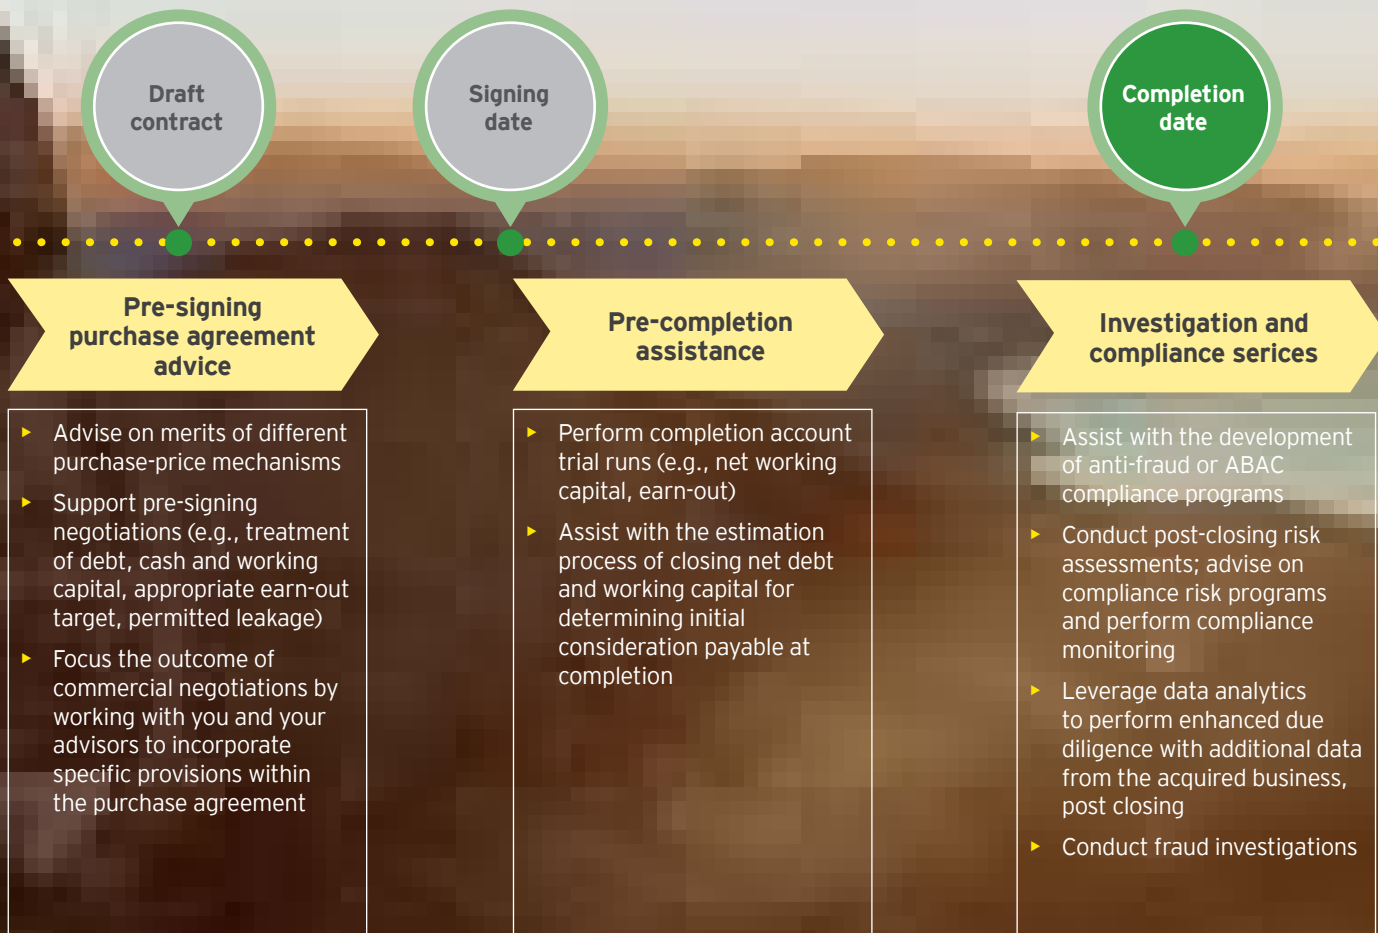 Draft
contract
Signing
date
Completion
date
Pre-signing
purchase agreement
advice
▸ Advise on merits of different
purchase-price mechanisms
▸ Support pre-signing
negotiations (e.g., treatment
of debt, cash and working
capital, appropriate earn-out
target, permitted leakage)
▸ Focus the outcome of
commercial negotiations by
working with you and your
advisors to incorporate
specific provisions within
the purchase agreement
Pre-completion
assistance
▸ Perform completion account
trial runs (e.g., net working
capital, earn-out)
▸ Assist with the estimation
process of closing net debt
and working capital for
determining initial
consideration payable at
completion
Investigation and
compliance serices
▸ Assist with the development
of anti-fraud or ABAC
compliance programs
▸ Conduct post-closing risk
assessments; advise on
compliance risk programs
and perform compliance
monitoring
▸ Leverage data analytics
to perform enhanced due
diligence with additional data
from the acquired business,
post closing
▸ Conduct fraud investigations